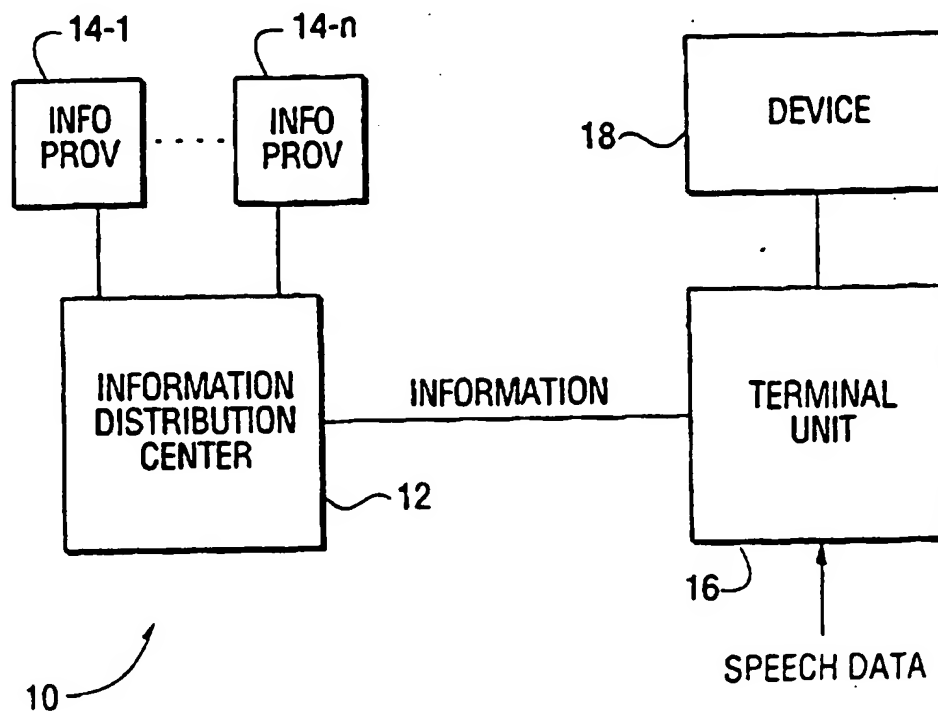 14-1
14-n
INFO
PROV
INFO
PROV
DEVICE
18
INFORMATION
DISTRIBUTION
CENTER
INFORMATION
TERMINAL
UNIT
12
16
10
SPEECH DATA